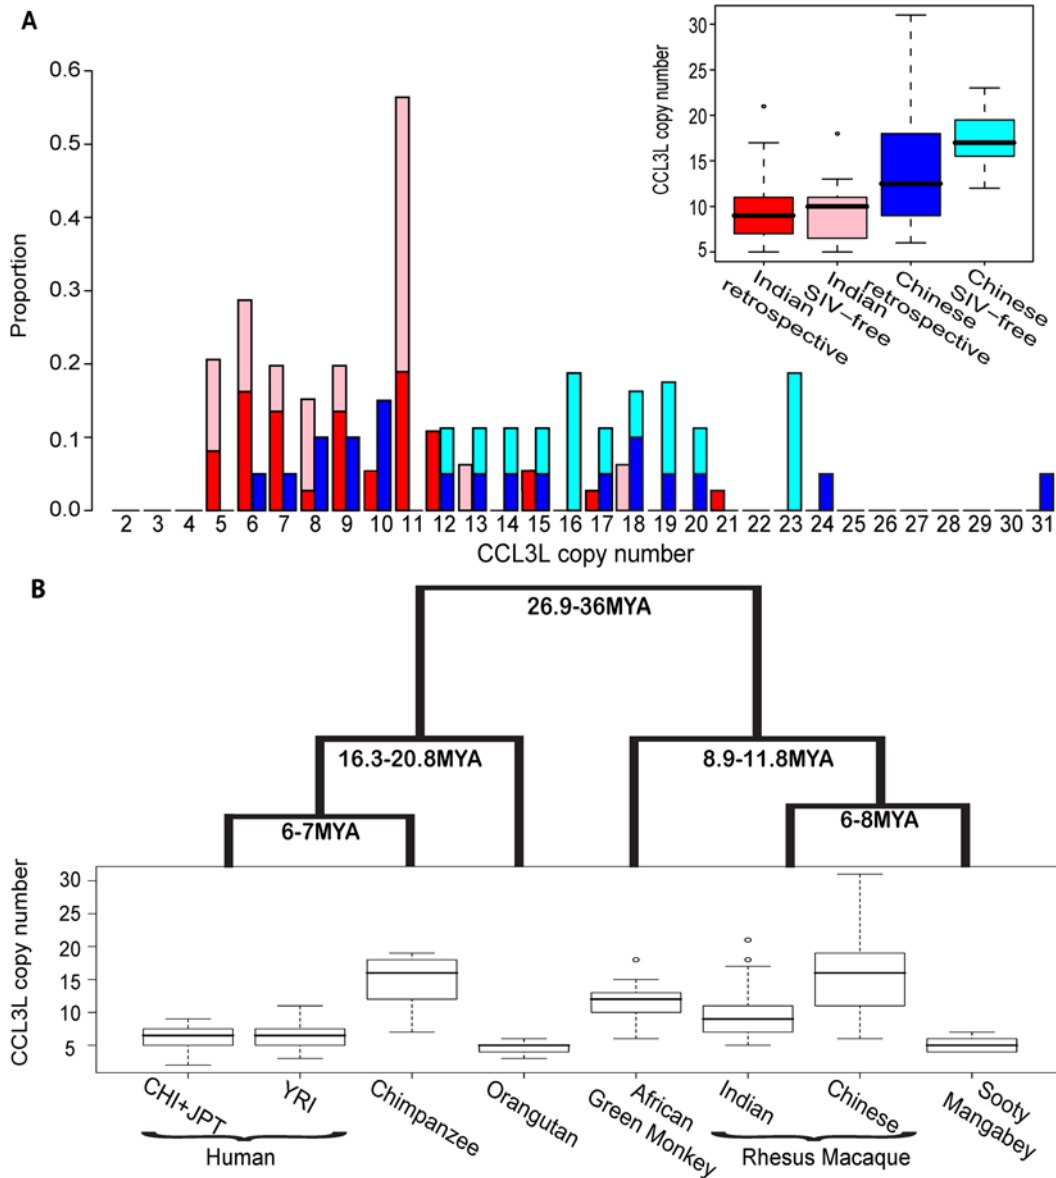 A
Proportion
0.6
0.5
0.4
0.3
0.2
0.1
0.0
2 3 4 5 6 7 8 9 10 11 12 13 14 15 16 17 18 19 20 21 22 23 24 25 26 27 28 29 30 31
CCL3L copy number
CCL3L copy number
30
25
20
15
10
5
Indian
retrospective
Indian
SIV-free
Chinese
retrospective
Chinese
SIV-free
B
26.9-36MYA
16.3-20.8MYA
8.9-11.8MYA
6-7MYA
6-8MYA
CCL3L copy number
30
25
20
15
10
5
CHI+JPT
YRI
Chimpanzee
Orangutan
African
Green Monkey
Indian
Chinese
Sooty
Mangabey
Human
Rhesus Macaque